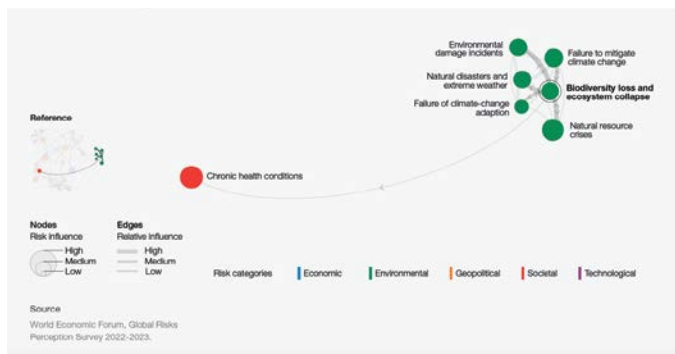 Environmental
damage incidents
Failure to mitigate
climate change
Natural disasters and
extreme weather
Biodiversity loss and
ecosystem collapse
Failure of climate-change
adaption
Natural resource
crises
Reference
Chronic health conditions
Nodes
Risk influence
High
Medium
Low
Edges
Relative influence
High
Medium
Low
Risk categories
Economic
Environmental
Geopolitical
Societal
Technological
Source
World Economic Forum, Global Risks
Perception Survey 2022-2023.